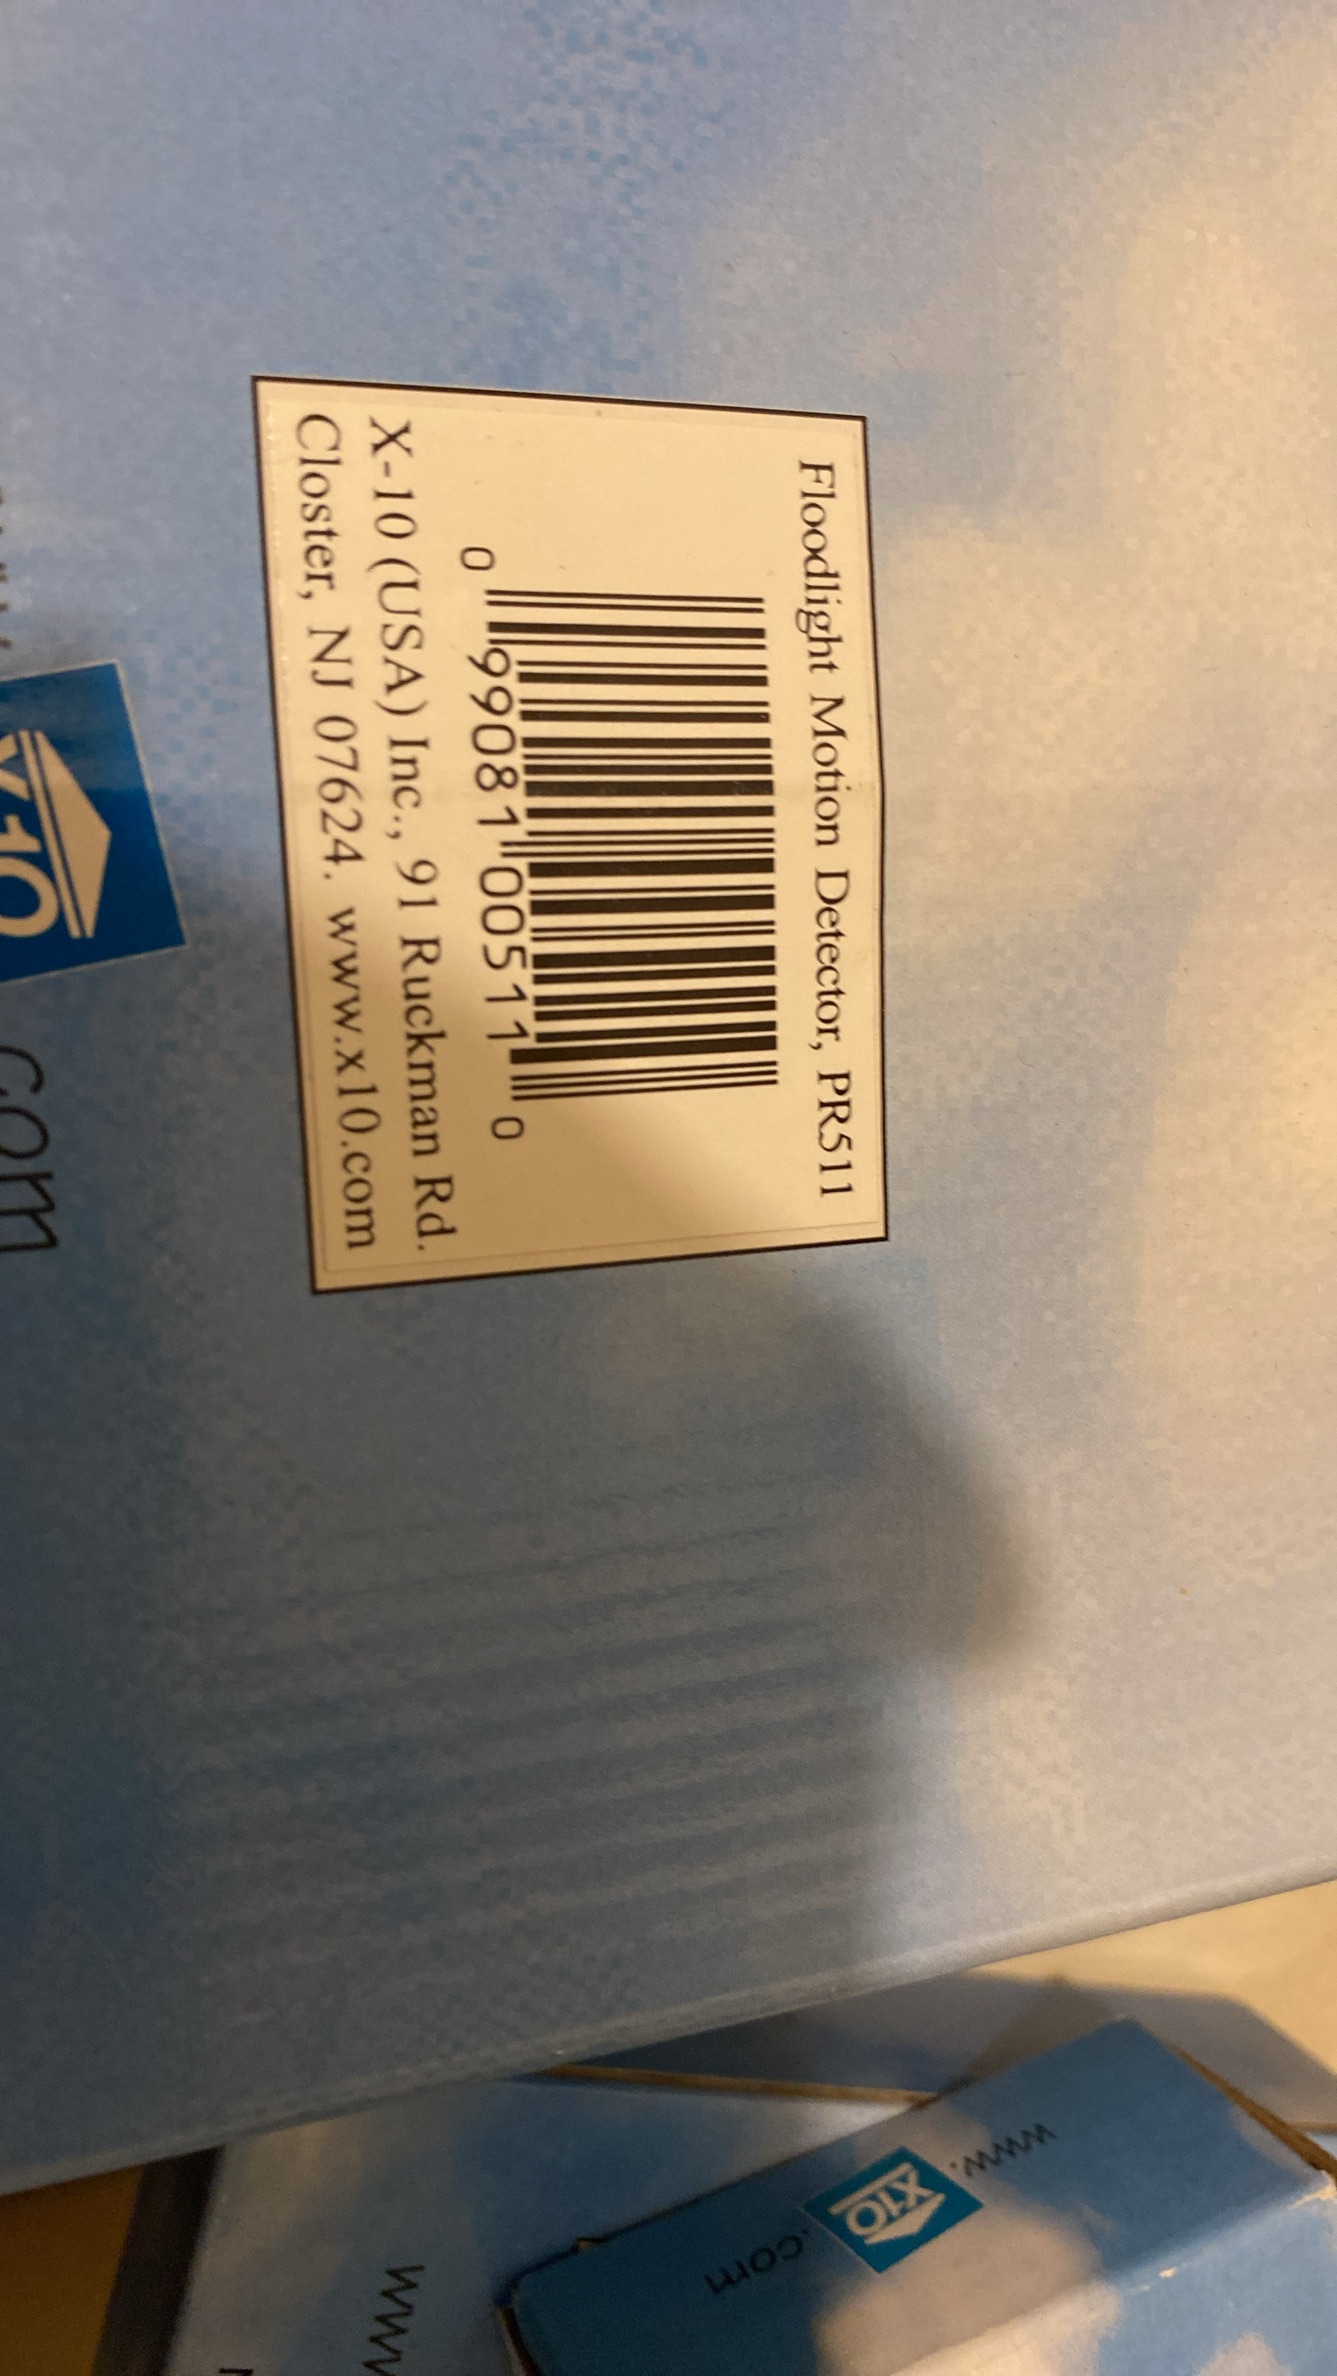 Floodlight Motion Detector, PR511
0 99081 00511 0
X-10 (USA) Inc., 91 Ruckman Rd.
Closter, NJ 07624. www.x10.com
X10
com
www.
X10
.com
www